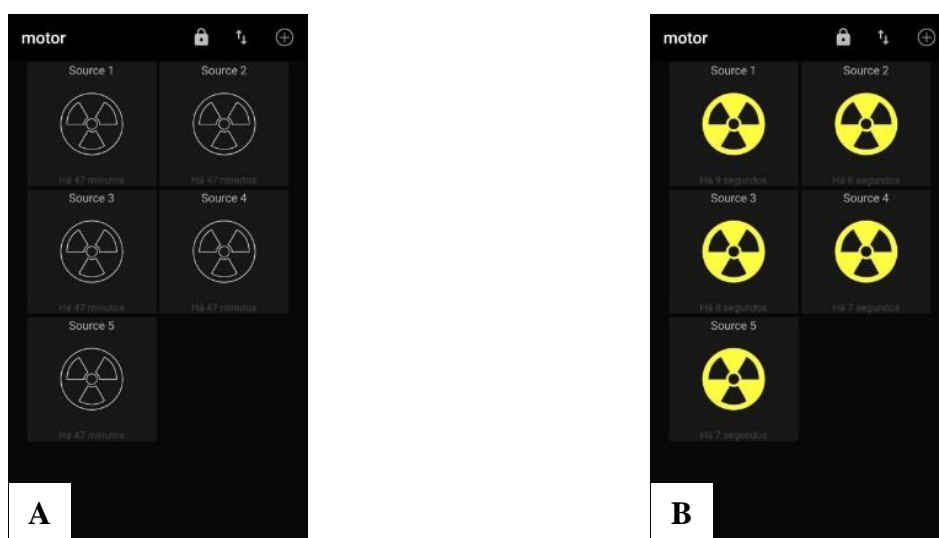 motor
Source 1 Source 2
Há 47 minutos Há 47 minutos
Source 3 Source 4
Há 47 minutos Há 47 minutos
Source 5
Há 47 minutos
A
motor
Source 1 Source 2
Há 9 segundos Há 6 segundos
Source 3 Source 4
Há 8 segundos Há 7 segundos
Source 5
Há 7 segundos
B